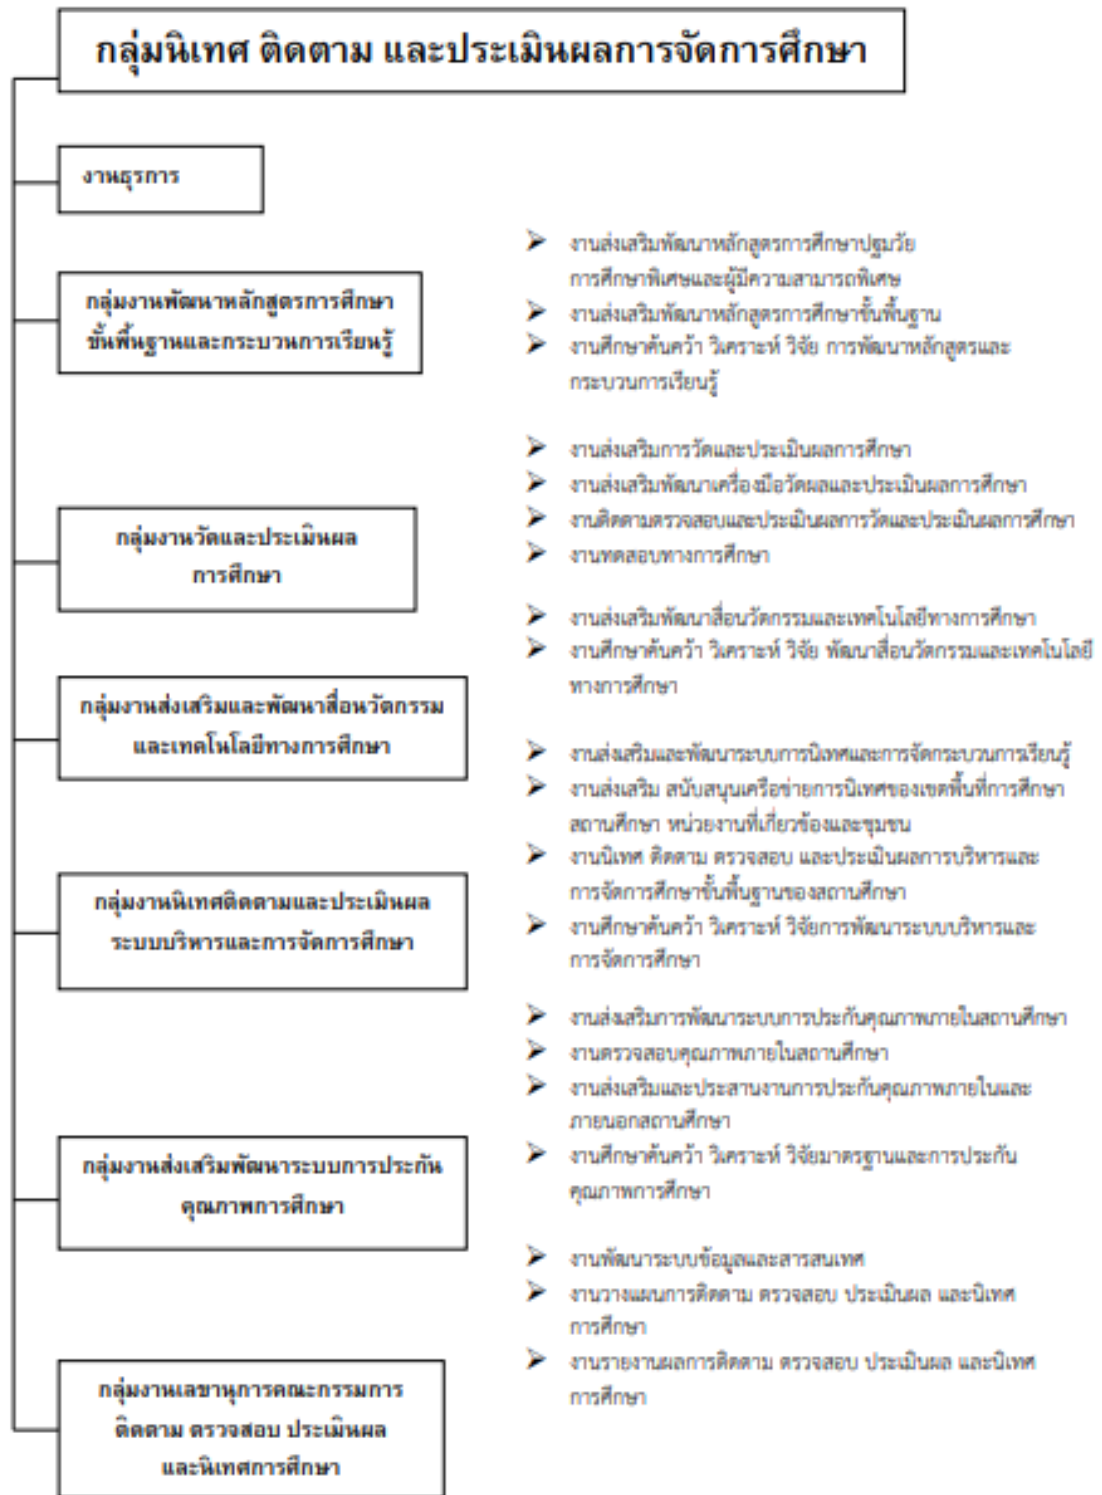 กลุ่มนิเทศ ติดตาม และประเมินผลการจัดการศึกษา
งานธุรการ
กลุ่มงานพัฒนาหลักสูตรการศึกษา
ขั้นพื้นฐานและกระบวนการเรียนรู้
➢ งานส่งเสริมพัฒนาหลักสูตรการศึกษาปฐมวัย
การศึกษาพิเศษและผู้มีความสามารถพิเศษ
➢ งานส่งเสริมพัฒนาหลักสูตรการศึกษาขั้นพื้นฐาน
➢ งานศึกษาค้นคว้า วิเคราะห์ วิจัย การพัฒนาหลักสูตรและ
กระบวนการเรียนรู้
กลุ่มงานวัดและประเมินผล
การศึกษา
➢ งานส่งเสริมการวัดและประเมินผลการศึกษา
➢ งานส่งเสริมพัฒนาเครื่องมือวัดผลและประเมินผลการศึกษา
➢ งานติดตามตรวจสอบและประเมินผลการวัดและประเมินผลการศึกษา
➢ งานทดสอบทางการศึกษา
กลุ่มงานส่งเสริมและพัฒนาสื่อนวัตกรรม
และเทคโนโลยีทางการศึกษา
➢ งานส่งเสริมพัฒนาสื่อนวัตกรรมและเทคโนโลยีทางการศึกษา
➢ งานศึกษาค้นคว้า วิเคราะห์ วิจัย พัฒนาสื่อนวัตกรรมและเทคโนโลยี
ทางการศึกษา
กลุ่มงานนิเทศติดตามและประเมินผล
ระบบบริหารและการจัดการศึกษา
➢ งานส่งเสริมและพัฒนาระบบการนิเทศและการจัดกระบวนการเรียนรู้
➢ งานส่งเสริม สนับสนุนเครือข่ายการนิเทศของเขตพื้นที่การศึกษา
สถานศึกษา หน่วยงานที่เกี่ยวข้องและชุมชน
➢ งานนิเทศ ติดตาม ตรวจสอบ และประเมินผลการบริหารและ
การจัดการศึกษาขั้นพื้นฐานของสถานศึกษา
➢ งานศึกษาค้นคว้า วิเคราะห์ วิจัยการพัฒนาระบบบริหารและ
การจัดการศึกษา
กลุ่มงานส่งเสริมพัฒนาระบบการประกัน
คุณภาพการศึกษา
➢ งานส่งเสริมการพัฒนาระบบการประกันคุณภาพภายในสถานศึกษา
➢ งานตรวจสอบคุณภาพภายในสถานศึกษา
➢ งานส่งเสริมและประสานงานการประกันคุณภาพภายในและ
ภายนอกสถานศึกษา
➢ งานศึกษาค้นคว้า วิเคราะห์ วิจัยมาตรฐานและการประกัน
คุณภาพการศึกษา
กลุ่มงานเลขานุการคณะกรรมการ
ติดตาม ตรวจสอบ ประเมินผล
และนิเทศการศึกษา
➢ งานพัฒนาระบบข้อมูลและสารสนเทศ
➢ งานวางแผนการติดตาม ตรวจสอบ ประเมินผล และนิเทศ
การศึกษา
➢ งานรายงานผลการติดตาม ตรวจสอบ ประเมินผล และนิเทศ
การศึกษา